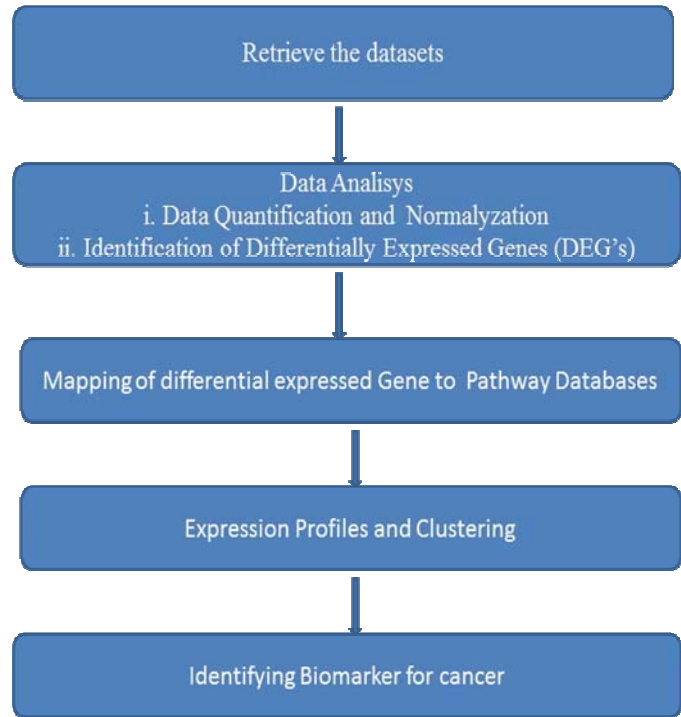 Retrieve the datasets
Data Analisys
i. Data Quantification and Normalyzation
ii. Identification of Differentially Expressed Genes (DEG’s)
Mapping of differential expressed Gene to Pathway Databases
Expression Profiles and Clustering
Identifying Biomarker for cancer